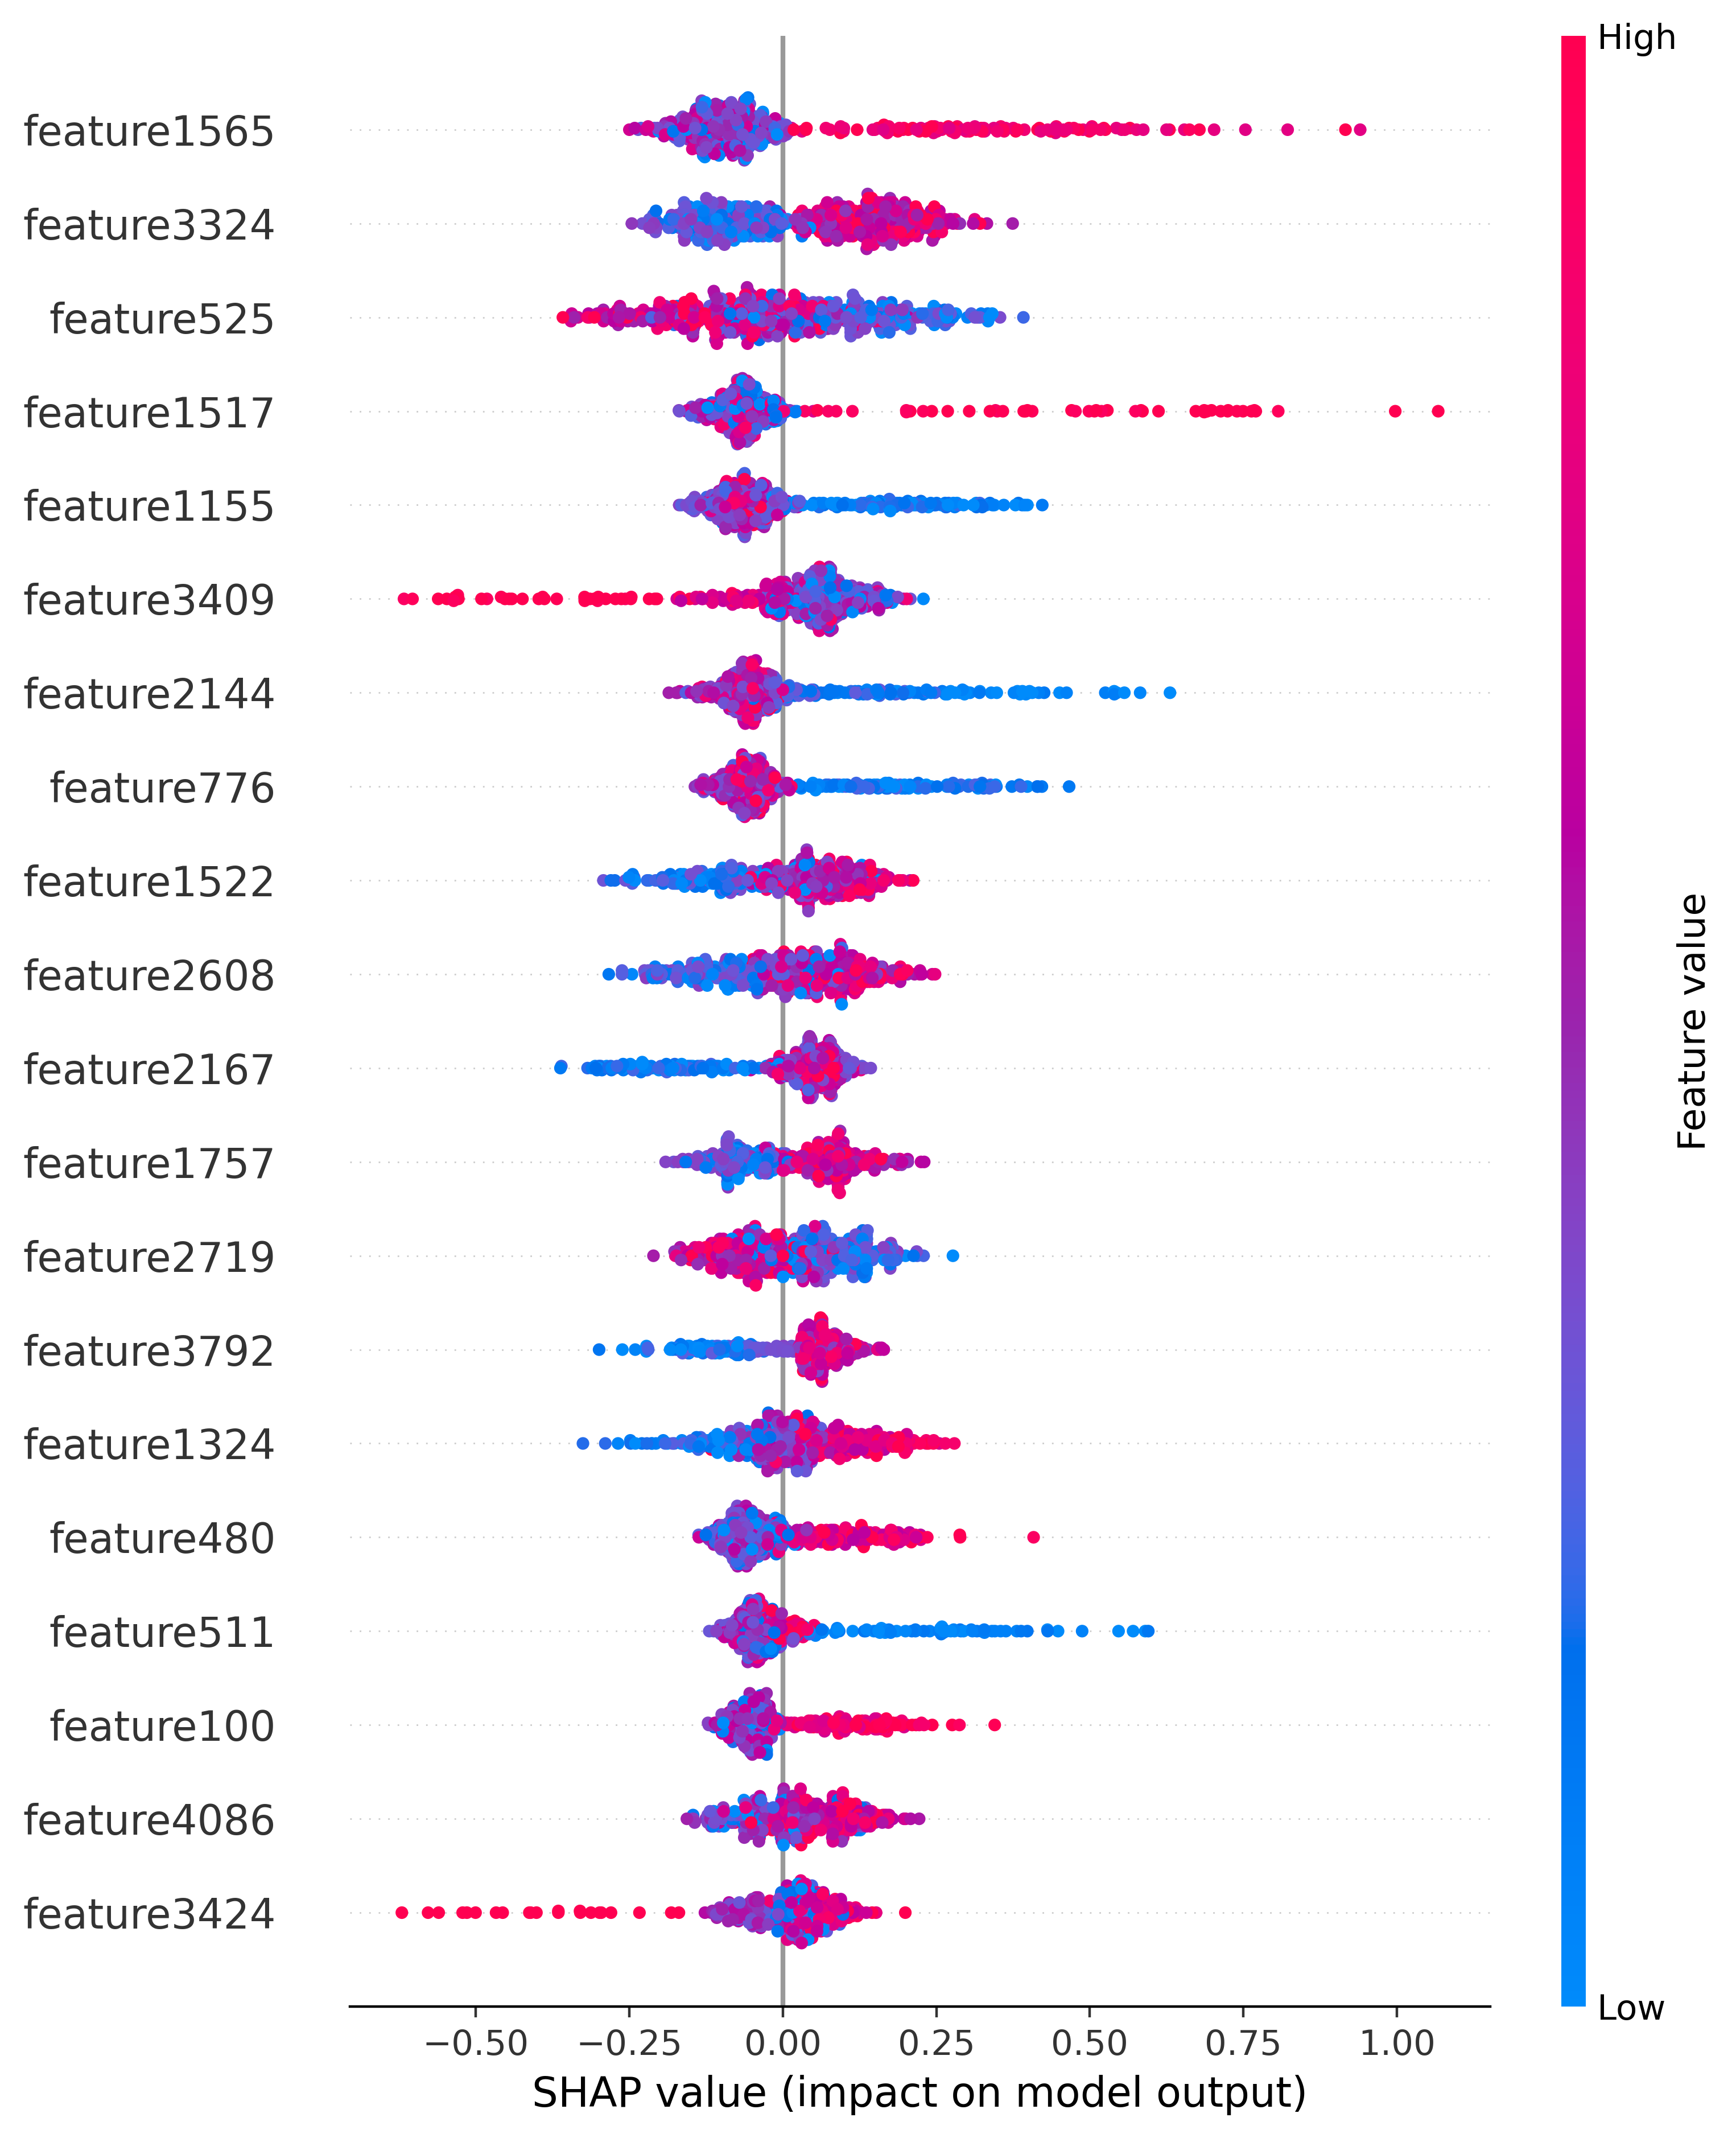 High
feature1565
feature3324
feature525
feature1517
feature1155
feature3409
feature2144
feature776
feature1522
feature2608
feature2167
feature1757
feature2719
feature3792
feature1324
feature480
feature511
feature100
feature4086
feature3424
Feature value
Low
−0.50 −0.25 0.00 0.25 0.50 0.75 1.00
SHAP value (impact on model output)